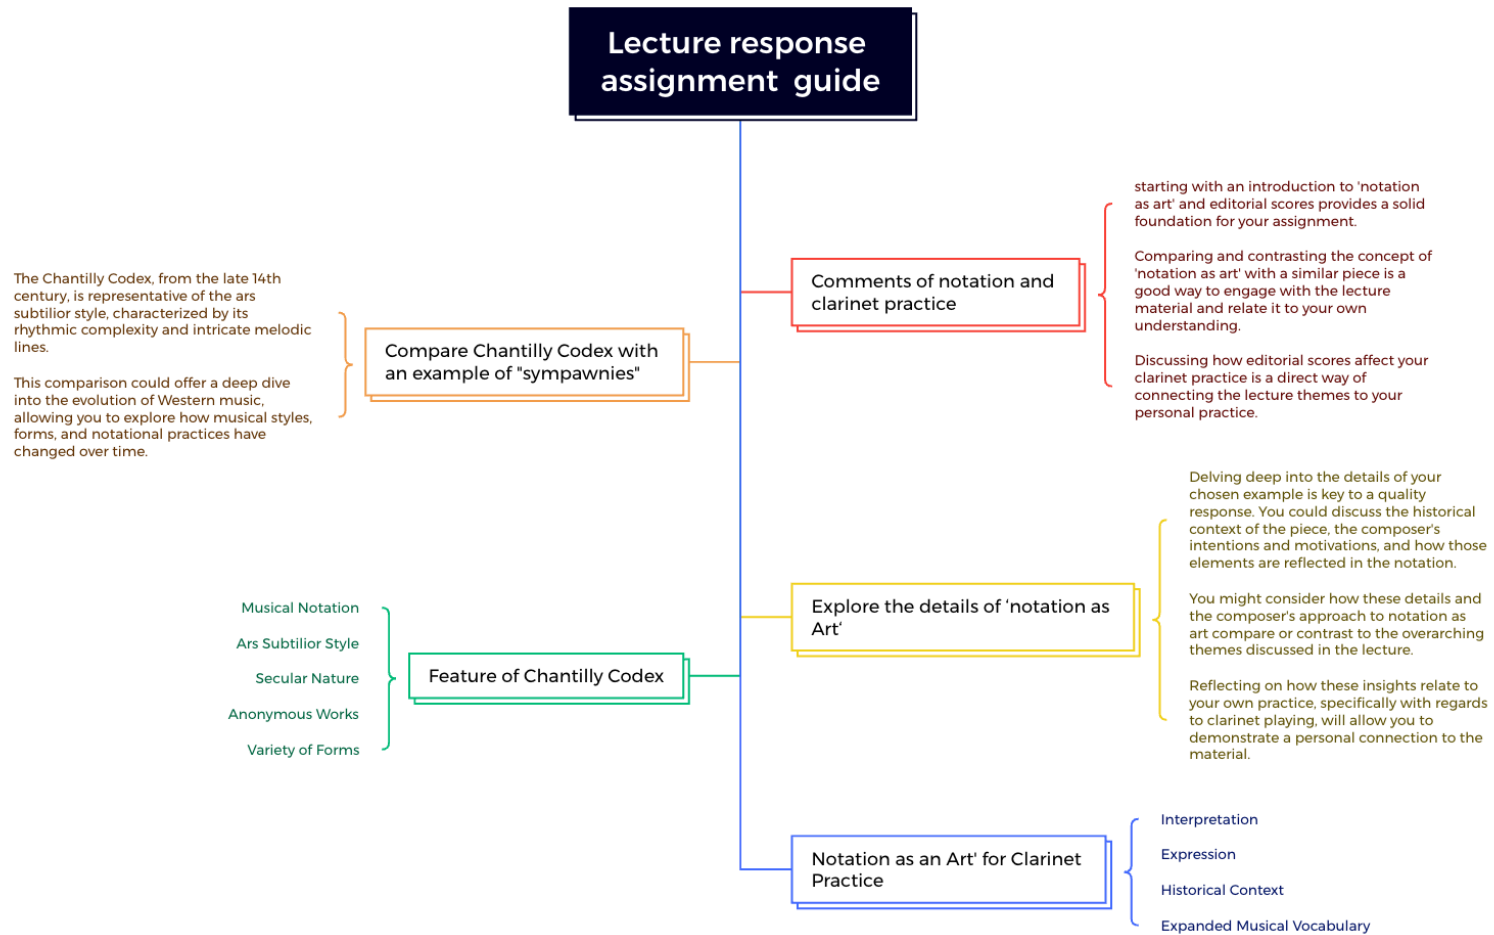 Lecture response
assignment guide
Comments of notation and
clarinet practice
starting with an introduction to 'notation
as art' and editorial scores provides a solid
foundation for your assignment.
Comparing and contrasting the concept of
'notation as art' with a similar piece is a
good way to engage with the lecture
material and relate it to your own
understanding.
Discussing how editorial scores affect your
clarinet practice is a direct way of
connecting the lecture themes to your
personal practice.
Compare Chantilly Codex with
an example of "sympawnies"
The Chantilly Codex, from the late 14th
century, is representative of the ars
subtilior style, characterized by its
rhythmic complexity and intricate melodic
lines.
This comparison could offer a deep dive
into the evolution of Western music,
allowing you to explore how musical styles,
forms, and notational practices have
changed over time.
Explore the details of ‘notation as
Art‘
Delving deep into the details of your
chosen example is key to a quality
response. You could discuss the historical
context of the piece, the composer's
intentions and motivations, and how those
elements are reflected in the notation.
You might consider how these details and
the composer's approach to notation as
art compare or contrast to the overarching
themes discussed in the lecture.
Reflecting on how these insights relate to
your own practice, specifically with regards
to clarinet playing, will allow you to
demonstrate a personal connection to the
material.
Feature of Chantilly Codex
Musical Notation
Ars Subtilior Style
Secular Nature
Anonymous Works
Variety of Forms
Notation as an Art' for Clarinet
Practice
Interpretation
Expression
Historical Context
Expanded Musical Vocabulary